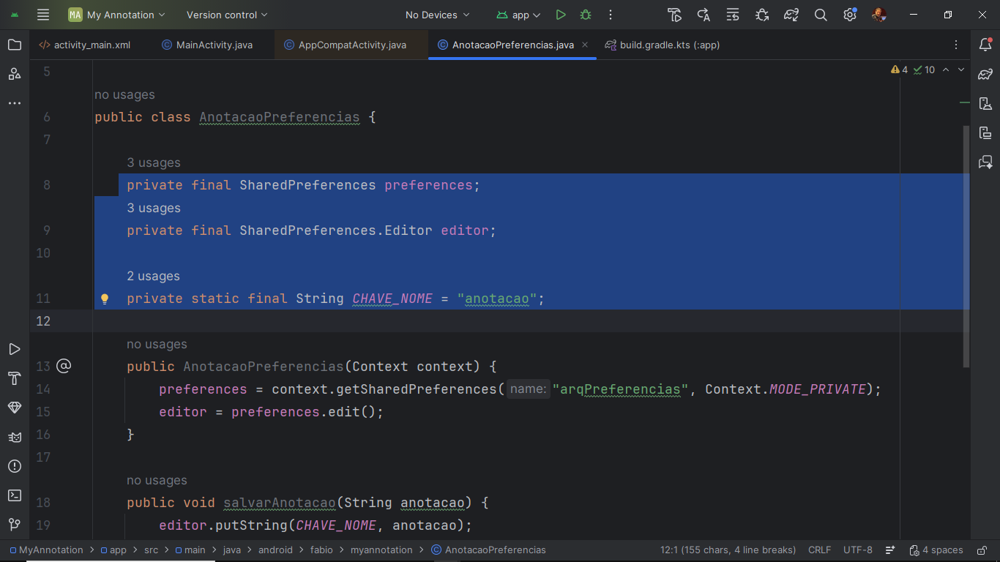 MA My Annotation Version control No Devices app
activity_main.xml MainActivity.java AppCompatActivity.java AnotacaoPreferencias.java build.gradle.kts (:app)
5 4 10
no usages
6 public class AnotacaoPreferencias {
7
3 usages
8 private final SharedPreferences preferences;
3 usages
9 private final SharedPreferences.Editor editor;
10
2 usages
11 private static final String CHAVE_NOME = "anotacao";
12
no usages
13 public AnotacaoPreferencias(Context context) {
14 preferences = context.getSharedPreferences( name: "arqPreferencias", Context.MODE_PRIVATE);
15 editor = preferences.edit();
16 }
17
no usages
18 public void salvarAnotacao(String anotacao) {
19 editor.putString(CHAVE_NOME, anotacao);
MyAnnotation > app > src > main > java > android > fabio > myannotation > AnotacaoPreferencias 12:1 (155 chars, 4 line breaks) CRLF UTF-8 4 spaces